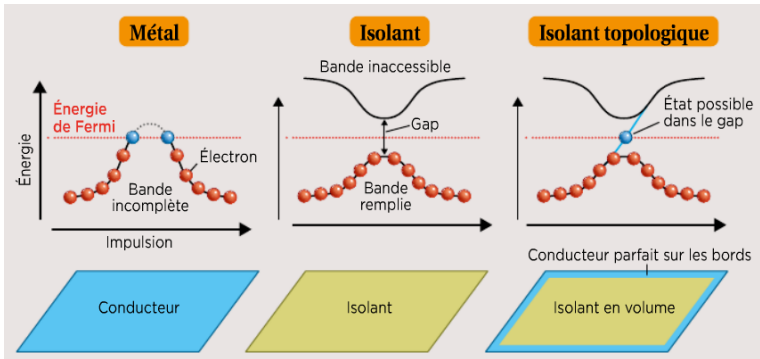 Métal
Isolant
Isolant topologique
Bande inaccessible
Énergie
de Fermi
Électron
Bande
incomplète
Énergie
Impulsion
Gap
Bande
remplie
État possible
dans le gap
Conducteur parfait sur les bords
Conducteur
Isolant
Isolant en volume